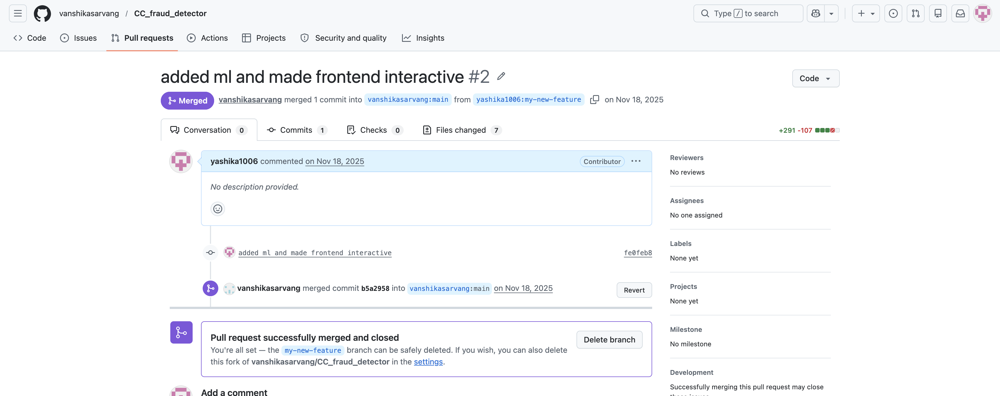 vanshikasarvang / CC_fraud_detector
Type / to search
Code
Issues
Pull requests
Actions
Projects
Security and quality
Insights
added ml and made frontend interactive #2
Code
Merged
vanshikasarvang merged 1 commit into vanshikasarvang:main from yashika1006:my-new-feature on Nov 18, 2025
Conversation 0
Commits 1
Checks 0
Files changed 7
+291 -107
yashika1006 commented on Nov 18, 2025
Contributor
No description provided.
added ml and made frontend interactive
fe0feb8
vanshikasarvang merged commit b5a2958 into vanshikasarvang:main on Nov 18, 2025
Revert
Pull request successfully merged and closed
You're all set — the my-new-feature branch can be safely deleted. If you wish, you can also delete
this fork of vanshikasarvang/CC_fraud_detector in the settings.
Delete branch
Add a comment
Reviewers
No reviews
Assignees
No one assigned
Labels
None yet
Projects
None yet
Milestone
No milestone
Development
Successfully merging this pull request may close